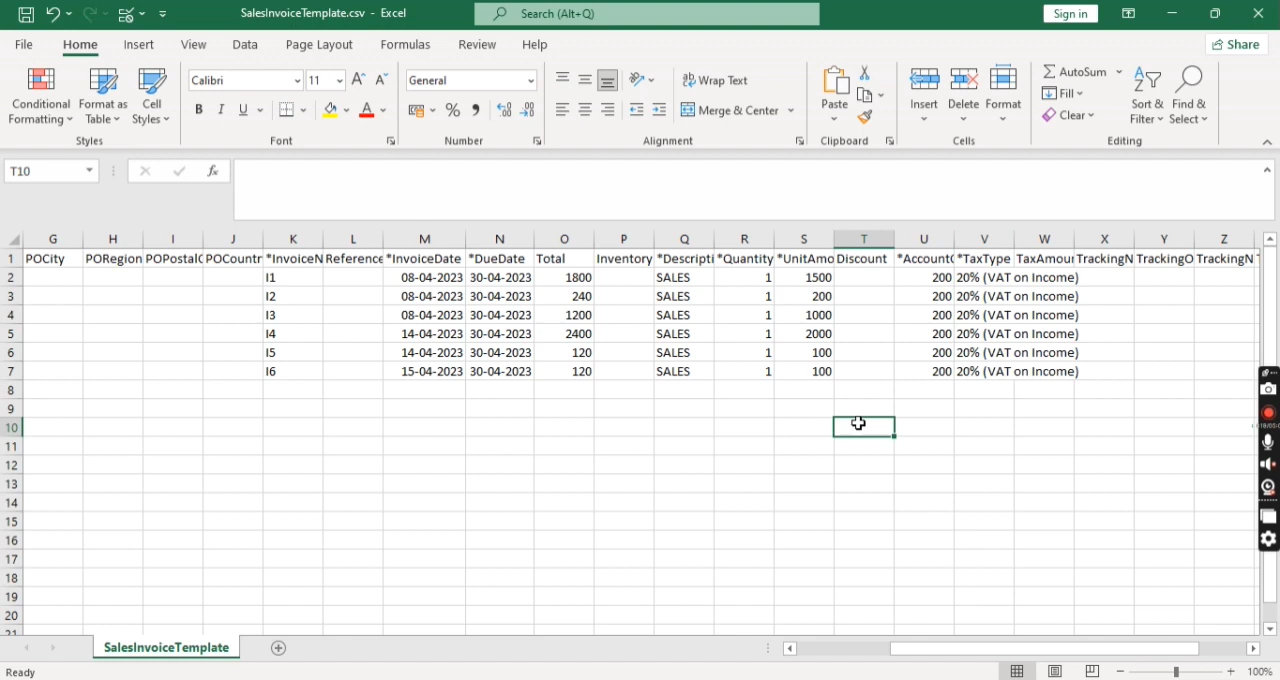 SalesInvoiceTemplate.csv - Excel
Search (Alt+Q)
Sign in
File Home Insert View Data Page Layout Formulas Review Help
Share
Conditional Formatting
Format as Table
Cell Styles
Styles
Calibri 11
B I U
Font
General
Number
Wrap Text
Merge & Center
Alignment
Paste
Clipboard
Insert Delete Format
Cells
AutoSum
Fill
Clear
Sort & Filter
Find & Select
Editing
T10
fx
G H I J K L M N O P Q R S T U V W X Y Z
1 POCity PORegion POPostalC POCountr *InvoiceN Reference *InvoiceDate *DueDate Total Inventory *Descripti *Quantity *UnitAmo Discount *AccountC *TaxType TaxAmour TrackingN TrackingO TrackingN
2 I1 08-04-2023 30-04-2023 1800 SALES 1 1500 200 20% (VAT on Income)
3 I2 08-04-2023 30-04-2023 240 SALES 1 200 200 20% (VAT on Income)
4 I3 08-04-2023 30-04-2023 1200 SALES 1 1000 200 20% (VAT on Income)
5 I4 14-04-2023 30-04-2023 2400 SALES 1 2000 200 20% (VAT on Income)
6 I5 14-04-2023 30-04-2023 120 SALES 1 100 200 20% (VAT on Income)
7 I6 15-04-2023 30-04-2023 120 SALES 1 100 200 20% (VAT on Income)
8
9
10
11
12
13
14
15
16
17
18
19
20
21
SalesInvoiceTemplate
Ready
100%